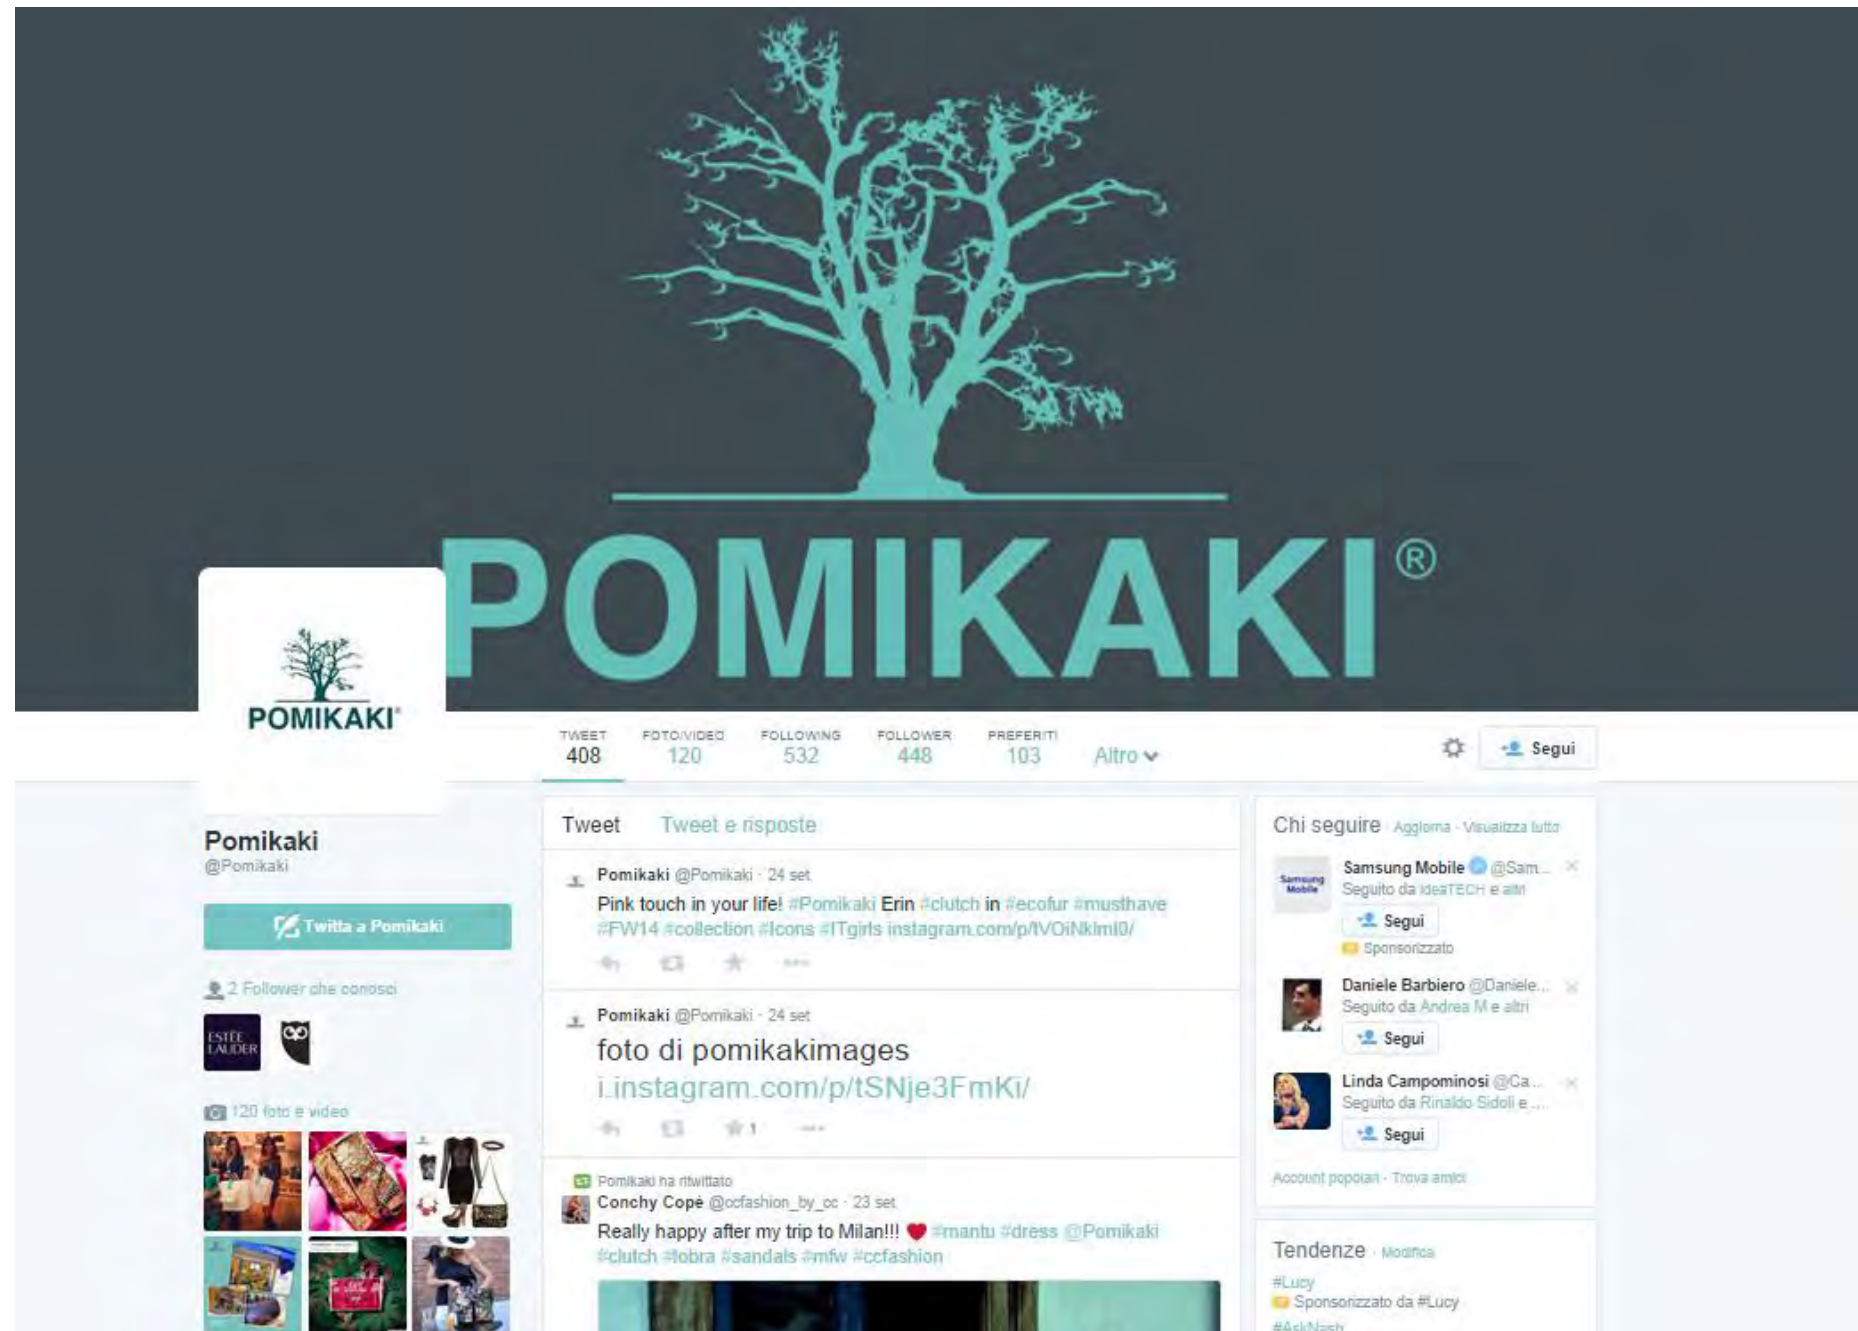 POMIKAKI®
POMIKAKI®
TWEET
408
FOTO/VIDEO
120
FOLLOWING
532
FOLLOWER
448
PREFERITI
103
Altro
Segui
Pomikaki
@Pomikaki
Twitta a Pomikaki
2 Follower che conosci
ESTĒE
LAUDER
120 foto e video
Tweet Tweet e risposte
Pomikaki @Pomikaki · 24 set
Pink touch in your life! #Pomikaki Erin #clutch in #ecofur #musthave
#FW14 #collection #Icons #ITgirls
Pomikaki @Pomikaki · 24 set
foto di pomikakimages
i.instagram.com/p/tSNje3FmKi/
1
Pomikaki ha ritwittato
Conchy Copé @ccfashion_by_cc · 23 set
Really happy after my trip to Milan!!! #mantu #dress @Pomikaki
#clutch #lobra #sandals #mfw #ccfashion
Chi seguire · Aggiorna · Visualizza tutto
Samsung
Mobile
Samsung Mobile @Sam...
Seguito da ideaTECH e altri
Segui
Sponsorizzato
Daniele Barbiero @Daniele...
Seguito da Andrea M e altri
Segui
Linda Campominosi @Ca...
Seguito da Rinaldo Sidoli e ...
Segui
Account popolari · Trova amici
Tendenze · Modifica
#Lucy
Sponsorizzato da #Lucy
#AskNash